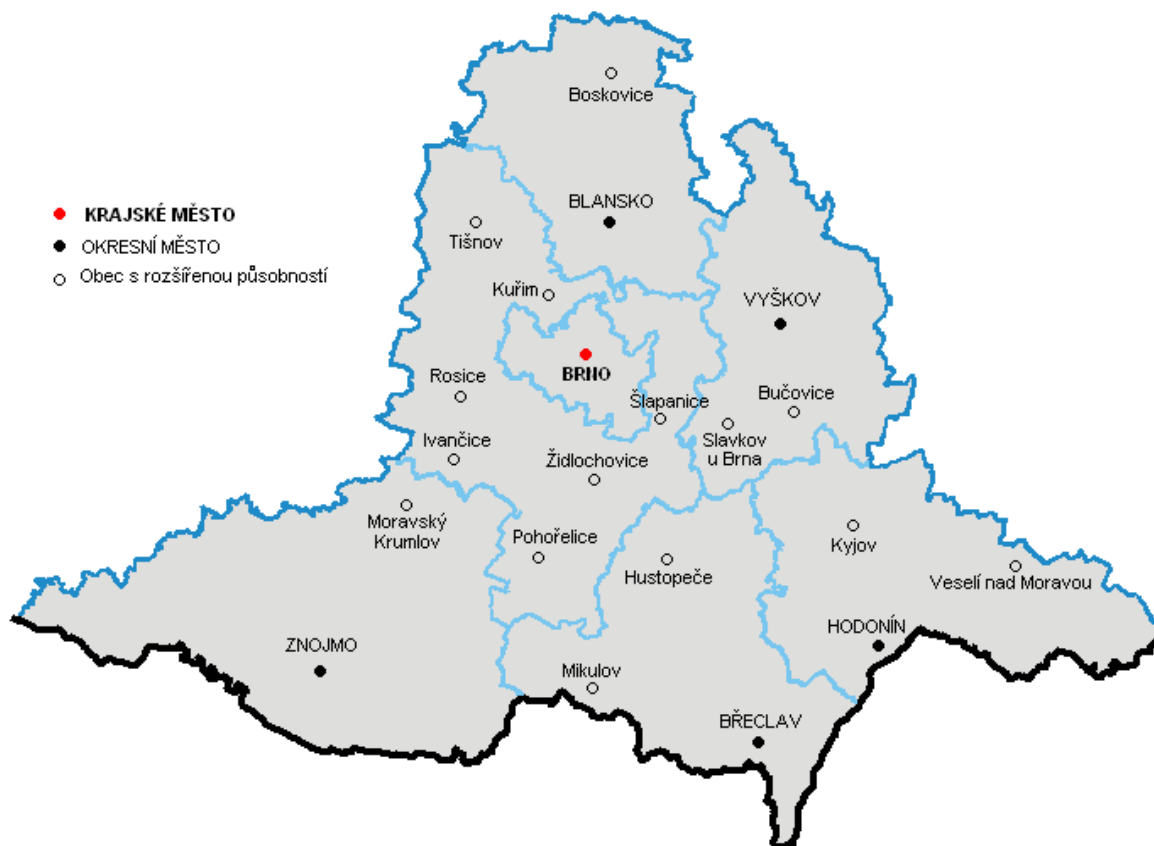 Boskovice
KRAJSKÉ MĚSTO
OKRESNÍ MĚSTO
Obec s rozšířenou působností
BLANSKO
Tišnov
Kuřim
VYŠKOV
BRNO
Rosice
Šlapanice
Bučovice
Ivančice
Slavkov
u Brna
Židlochovice
Moravský
Krumlov
Pohořelice
Hustopeče
Kyjov
Veselí nad Moravou
HODONÍN
ZNOJMO
Mikulov
BŘECLAV